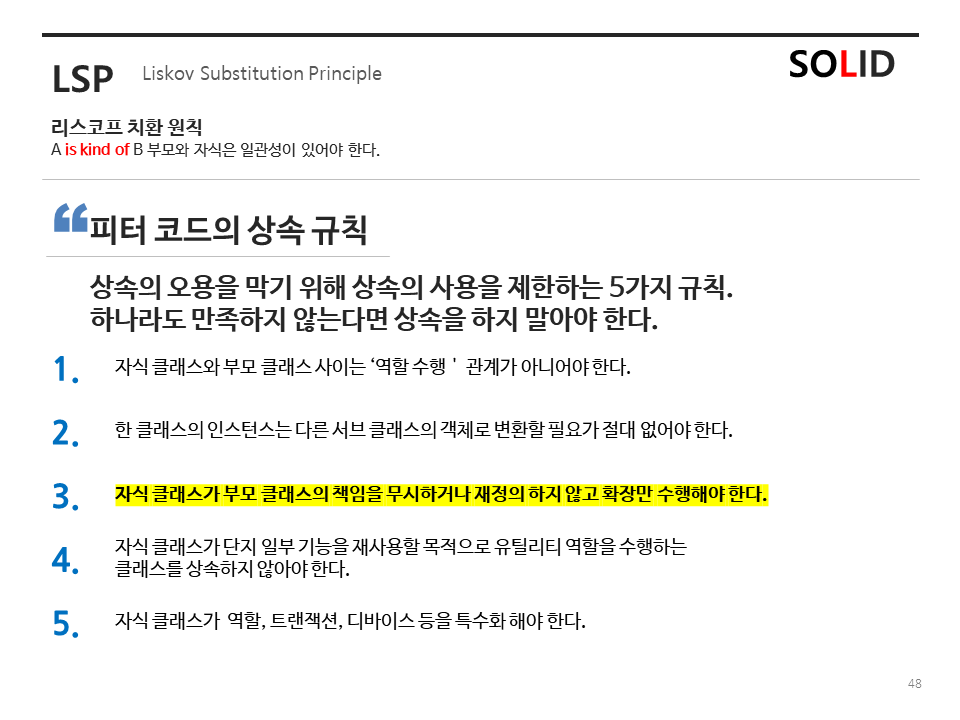 LSP
Liskov Substitution Principle
SOLID
리스코프 치환 원칙
A is kind of B 부모와 자식은 일관성이 있어야 한다.
“피터 코드의 상속 규칙
상속의 오용을 막기 위해 상속의 사용을 제한하는 5가지 규칙.
하나라도 만족하지 않는다면 상속을 하지 말아야 한다.
1. 자식 클래스와 부모 클래스 사이는 ‘역할 수행 ' 관계가 아니어야 한다.
2. 한 클래스의 인스턴스는 다른 서브 클래스의 객체로 변환할 필요가 절대 없어야 한다.
3. 자식 클래스가 부모 클래스의 책임을 무시하거나 재정의 하지 않고 확장만 수행해야 한다.
4. 자식 클래스가 단지 일부 기능을 재사용할 목적으로 유틸리티 역할을 수행하는
클래스를 상속하지 않아야 한다.
5. 자식 클래스가 역할, 트랜잭션, 디바이스 등을 특수화 해야 한다.
48